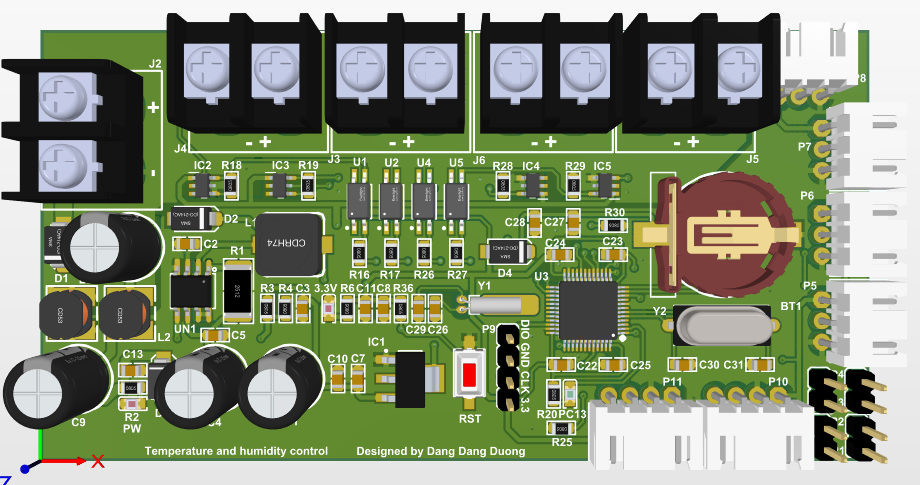 J2
+
-
P8
- +
- +
- +
- +
J4
J3
J6
J5
P7
IC2 R18
IC3 R19
U1 U2 U4 U5
R28 IC4
R29 IC5
P6
D2
C28
C27
R30
CDRH74
C2
C24
C23
R1
R16 R17 R26 R27
D4
U3
D1
2512
P5
R3 R4 C3 3.3V R6 C11 C8 R36
Y1
BT1
C053
C053
L2
UN1
C5
C29 C26
P9
Y2
IC1
DIO GND CLK 3.3
C13
C10 C7
C22
C25
C30
C31
P11
P10
R2
PW
C9
RST
R20 PC13
R25
Temperature and humidity control
Designed by Dang Dang Duong
X
Z